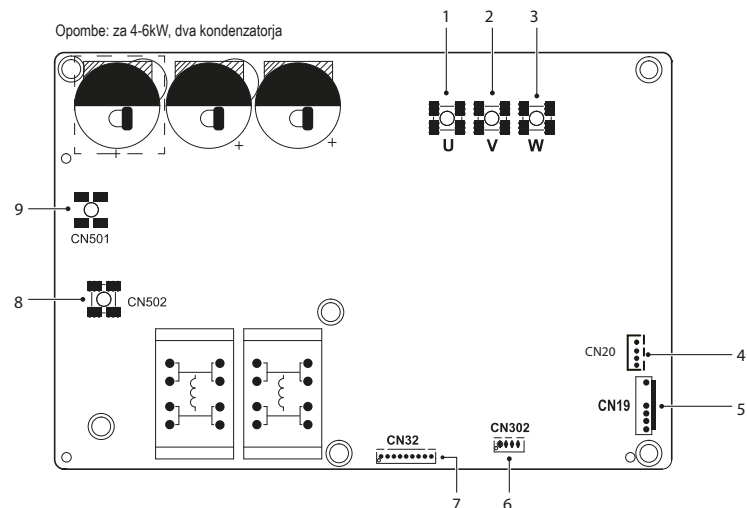 Opombe: za 4-6kW, dva kondenzatorja
1 2 3
U V W
9
CN501
8
CN502
CN20
4
CN19
5
CN32
CN302
7 6